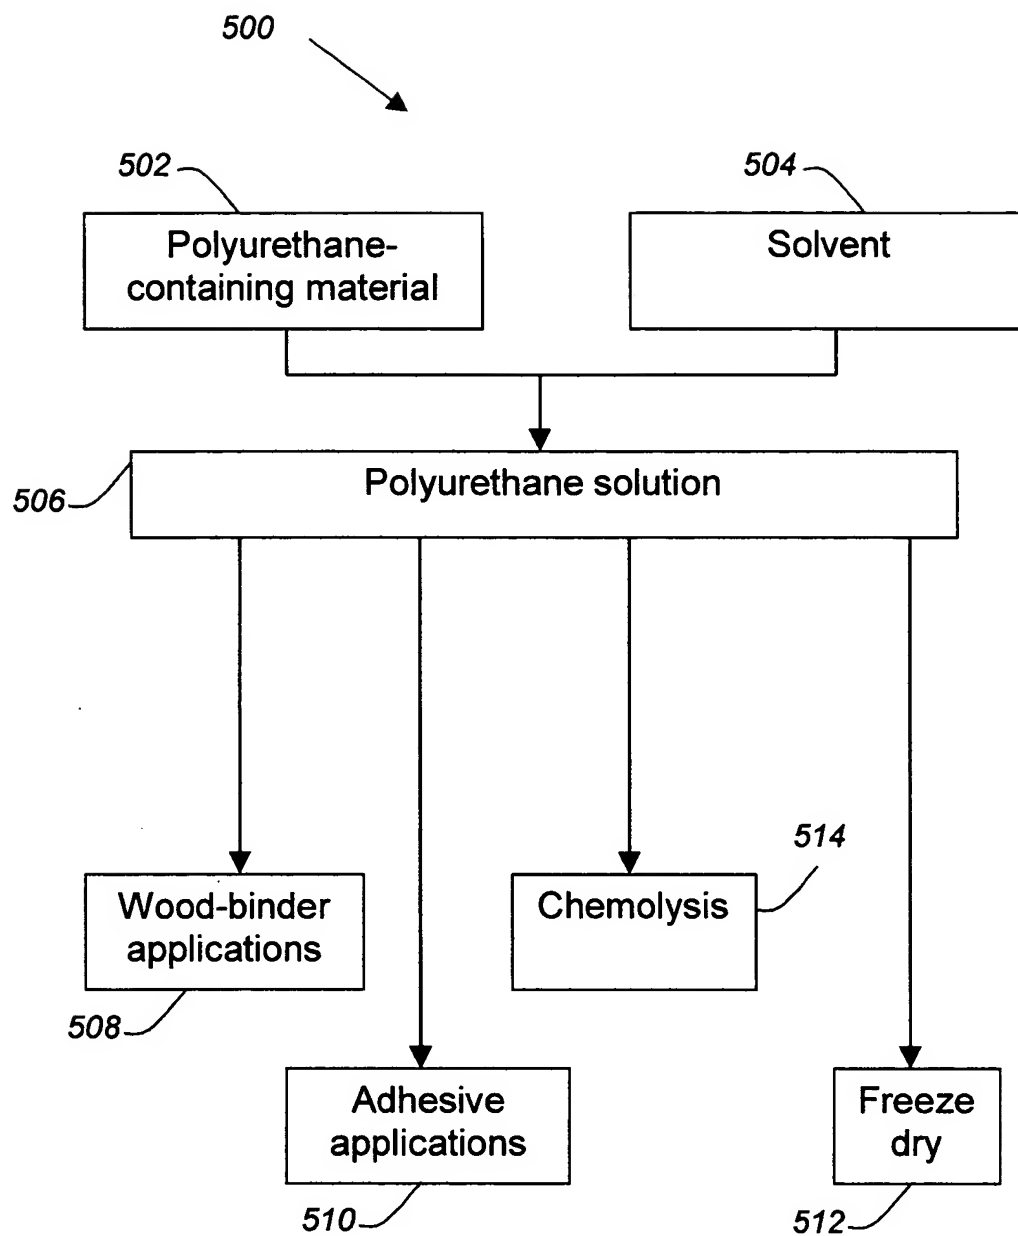 500
502
504
Polyurethane-
containing material
Solvent
506
Polyurethane solution
514
Wood-binder
applications
Chemolysis
508
Adhesive
applications
Freeze
dry
510
512